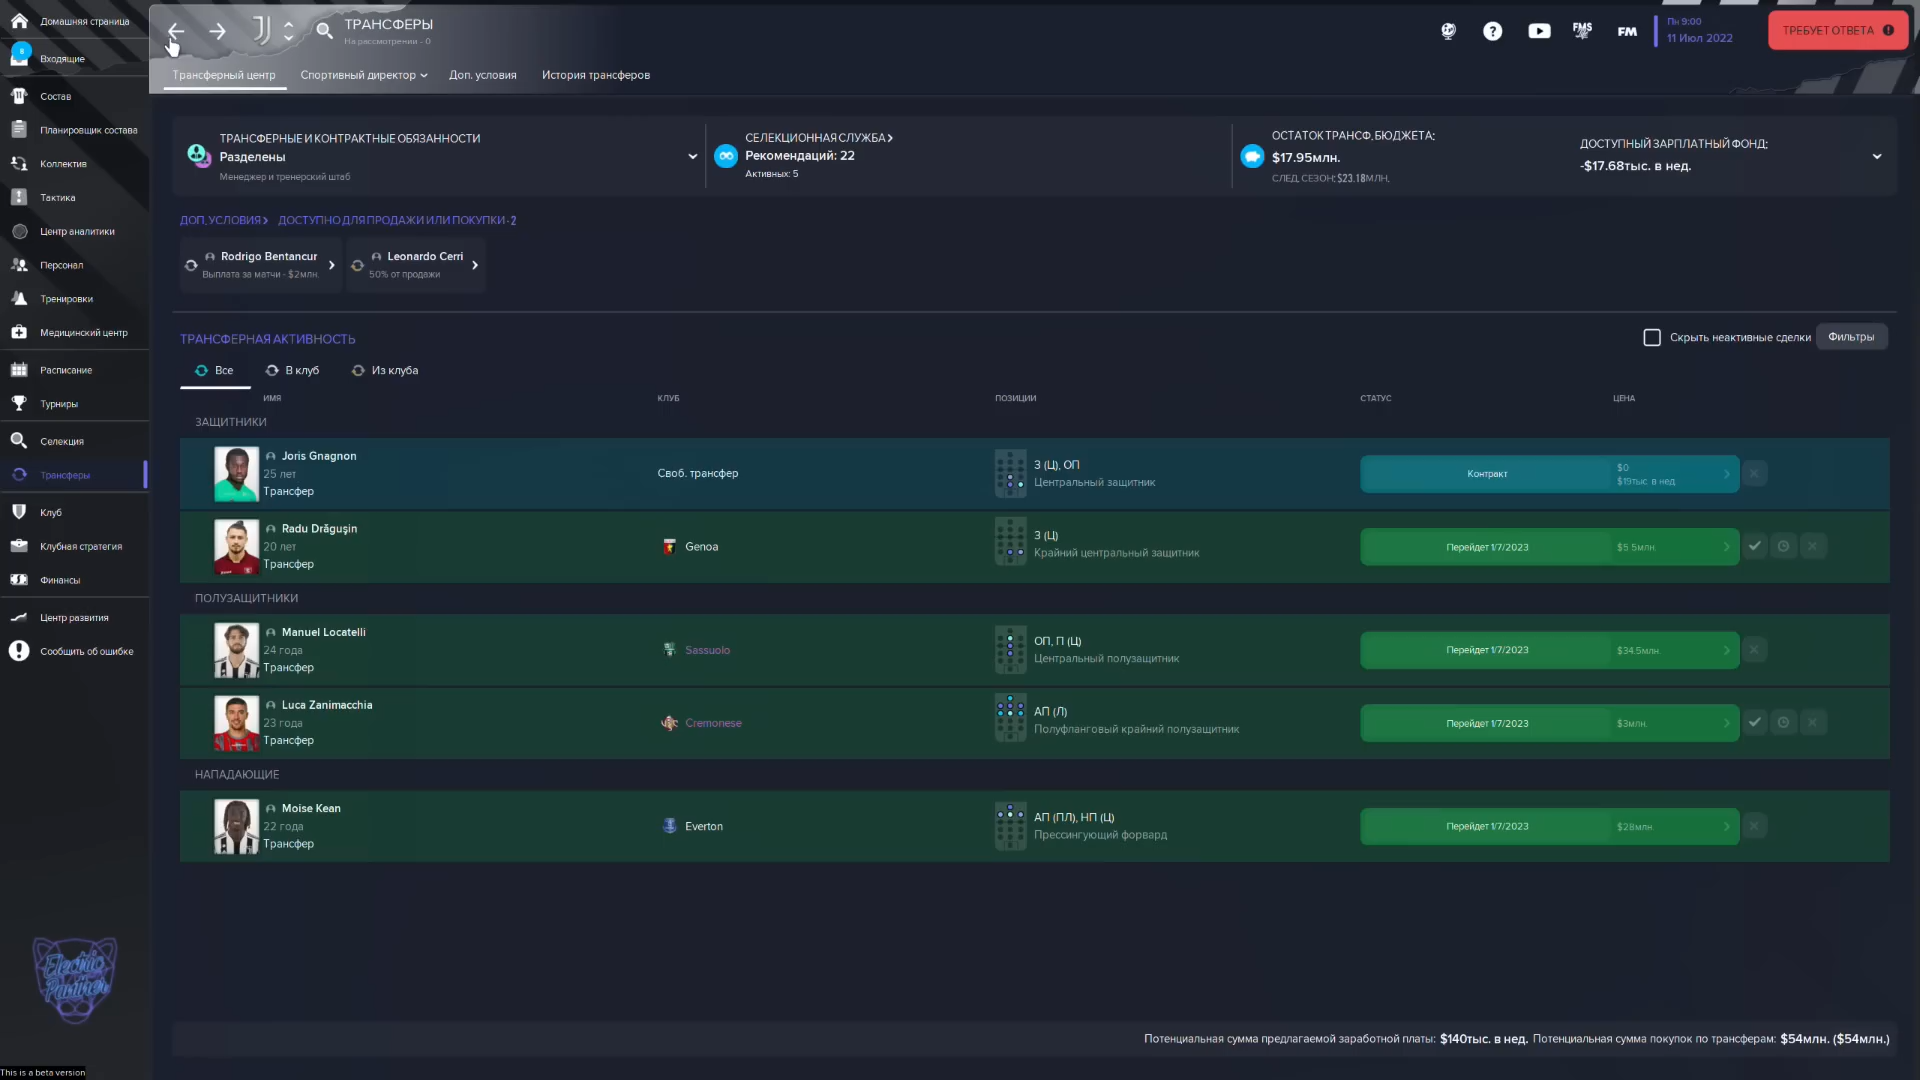 Домашняя страница
8
Входящие
Состав
Планировщик состава
Коллектив
Тактика
Центр аналитики
Персонал
Тренировки
Медицинский центр
Расписание
Турниры
Селекция
Трансферы
Клуб
Клубная стратегия
Финансы
Центр развития
Сообщить об ошибке
Electric
Panther
This is a beta version
ТРАНСФЕРЫ
На рассмотрении - 0
FMS
FM
Пн 9:00
11 Июл 2022
ТРЕБУЕТ ОТВЕТА
Трансферный центр
Спортивный директор
Доп. условия
История трансферов
ТРАНСФЕРНЫЕ И КОНТРАКТНЫЕ ОБЯЗАННОСТИ
Разделены
Менеджер и тренерский штаб
СЕЛЕКЦИОННАЯ СЛУЖБА
Рекомендаций: 22
Активных: 5
ОСТАТОК ТРАНСФ. БЮДЖЕТА:
$17.95млн.
СЛЕД. СЕЗОН: $23.18МЛН.
ДОСТУПНЫЙ ЗАРПЛАТНЫЙ ФОНД:
-$17.68тыс. в нед.
ДОП. УСЛОВИЯ
ДОСТУПНО ДЛЯ ПРОДАЖИ ИЛИ ПОКУПКИ - 2
Rodrigo Bentancur
Выплата за матчи - $2млн.
Leonardo Cerri
50% от продажи
ТРАНСФЕРНАЯ АКТИВНОСТЬ
Скрыть неактивные сделки
Фильтры
Все
В клуб
Из клуба
ИМЯ КЛУБ ПОЗИЦИИ СТАТУС ЦЕНА
ЗАЩИТНИКИ
Joris Gnagnon
25 лет
Трансфер
Своб. трансфер
З (Ц), ОП
Центральный защитник
Контракт
$0
$19тыс. в нед.
Radu Drăguşin
20 лет
Трансфер
Genoa
З (Ц)
Крайний центральный защитник
Перейдет 1/7/2023
$5.5млн.
ПОЛУЗАЩИТНИКИ
Manuel Locatelli
24 года
Трансфер
Sassuolo
ОП, П (Ц)
Центральный полузащитник
Перейдет 1/7/2023
$34.5млн.
Luca Zanimacchia
23 года
Трансфер
Cremonese
АП (Л)
Полуфланговый крайний полузащитник
Перейдет 1/7/2023
$3млн.
НАПАДАЮЩИЕ
Moise Kean
22 года
Трансфер
Everton
АП (ПЛ), НП (Ц)
Прессингующий форвард
Перейдет 1/7/2023
$28млн.
Потенциальная сумма предлагаемой заработной платы: $140тыс. в нед. Потенциальная сумма покупок по трансферам: $54млн. ($54млн.)